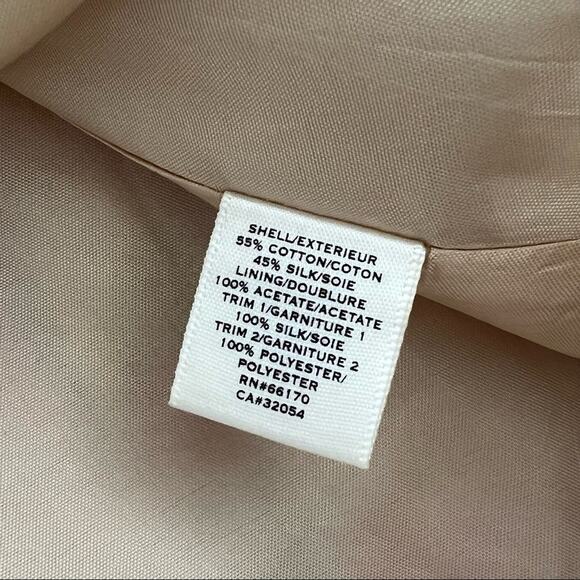 SHELL/EXTERIEUR
55% COTTON/COTON
45% SILK/SOIE
LINING/DOUBLURE
100% ACETATE/ACETATE
TRIM 1/GARNITURE 1
100% SILK/SOIE
TRIM 2/GARNITURE 2
100% POLYESTER/
POLYESTER
RN#66170
CA#32054